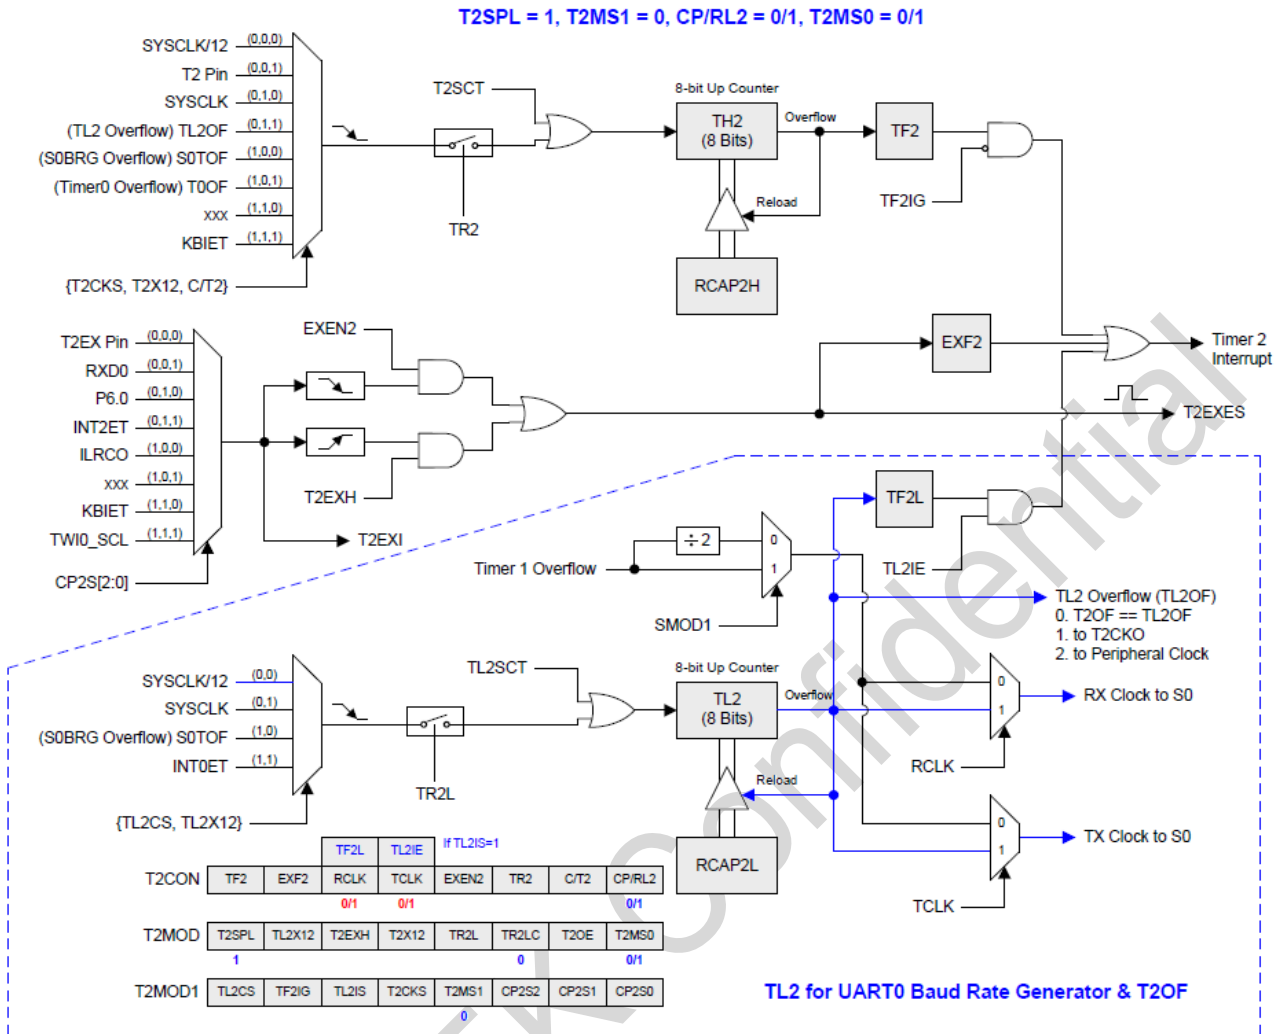 T2SPL = 1, T2MS1 = 0, CP/RL2 = 0/1, T2MS0 = 0/1
SYSCLK/12 (0,0,0)
T2 Pin (0,0,1)
SYSCLK (0,1,0)
(TL2 Overflow) TL2OF (0,1,1)
(S0BRG Overflow) S0TOF (1,0,0)
(Timer0 Overflow) T0OF (1,0,1)
xxx (1,1,0)
KBIET (1,1,1)
{T2CKS, T2X12, C/T2}
TR2
T2SCT
8-bit Up Counter
TH2
(8 Bits)
Overflow
Reload
RCAP2H
TF2
TF2IG
T2EX Pin (0,0,0)
RXD0 (0,0,1)
P6.0 (0,1,0)
INT2ET (0,1,1)
ILRCO (1,0,0)
xxx (1,0,1)
KBIET (1,1,0)
TWI0_SCL (1,1,1)
CP2S[2:0]
EXEN2
T2EXH
T2EXI
EXF2
Timer 2
Interrupt
T2EXES
TF2L
TL2IE
Timer 1 Overflow
÷ 2
0
1
SMOD1
TL2 Overflow (TL2OF)
0. T2OF == TL2OF
1. to T2CKO
2. to Peripheral Clock
SYSCLK/12 (0,0)
SYSCLK (0,1)
(S0BRG Overflow) S0TOF (1,0)
INT0ET (1,1)
{TL2CS, TL2X12}
TR2L
TL2SCT
8-bit Up Counter
TL2
(8 Bits)
Overflow
Reload
RCAP2L
0
1
RX Clock to S0
RCLK
0
1
TX Clock to S0
TCLK
TF2L TL2IE If TL2IS=1
T2CON TF2 EXF2 RCLK TCLK EXEN2 TR2 C/T2 CP/RL2
0/1 0/1 0/1
T2MOD T2SPL TL2X12 T2EXH T2X12 TR2L TR2LC T2OE T2MS0
1 0 0/1
T2MOD1 TL2CS TF2IG TL2IS T2CKS T2MS1 CP2S2 CP2S1 CP2S0
0
TL2 for UART0 Baud Rate Generator & T2OF
Confidential